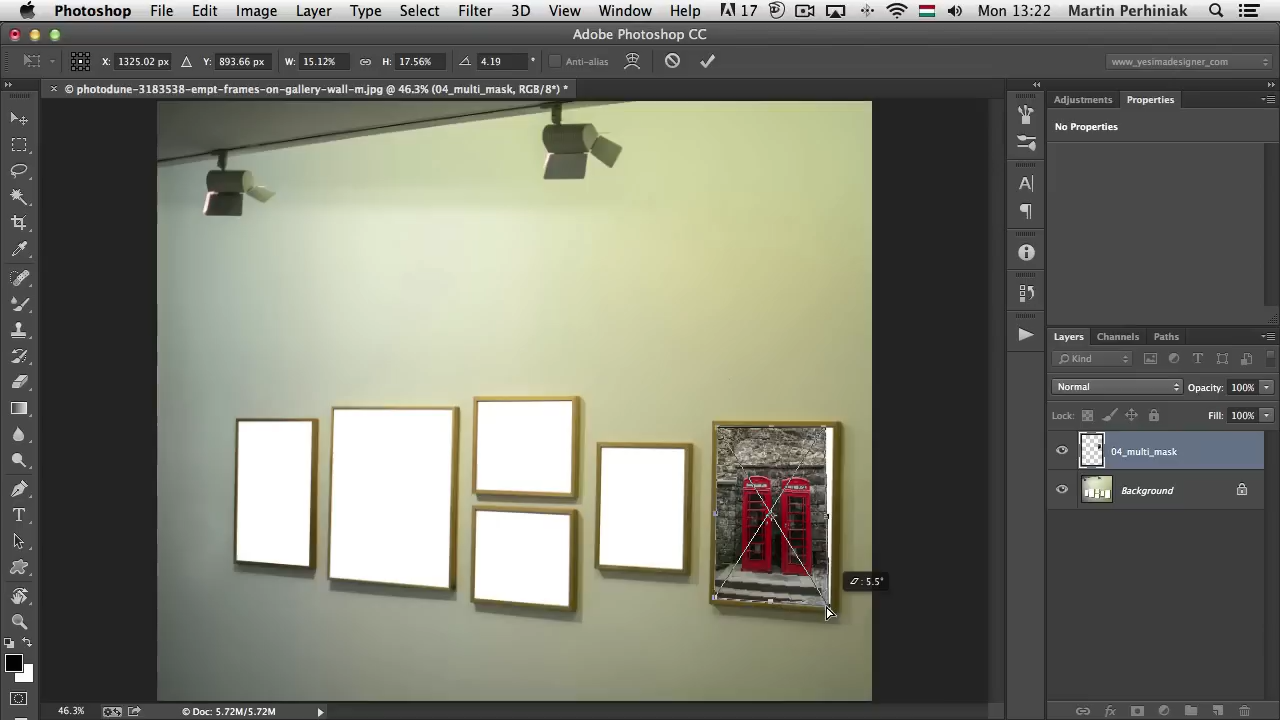 Photoshop File Edit Image Layer Type Select Filter 3D View Window Help 17 Mon 13:22 Martin Perhiniak
Adobe Photoshop CC
X: 1325.02 px Y: 893.66 px W: 15.12% H: 17.56% 4.19 ° Anti-alias www_yesimadesigner_com
× © photodune-3183538-empt-frames-on-gallery-wall-m.jpg @ 46.3% (04_multi_mask, RGB/8*) *
Adjustments Properties
No Properties
Layers Channels Paths
Kind
Normal Opacity: 100%
Lock: Fill: 100%
04_multi_mask
Background
: 5.5°
46.3% © Doc: 5.72M/5.72M